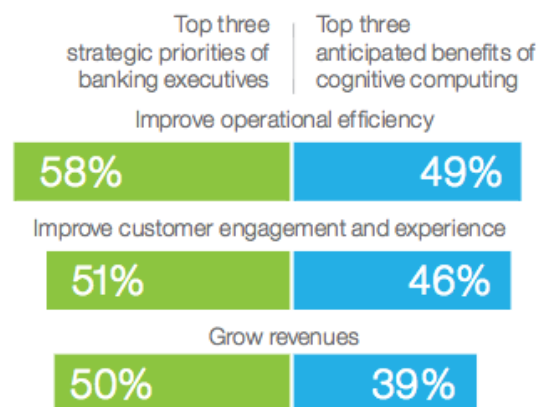 Top three
strategic priorities of
banking executives
Top three
anticipated benefits of
cognitive computing
Improve operational efficiency
58% 49%
Improve customer engagement and experience
51% 46%
Grow revenues
50% 39%